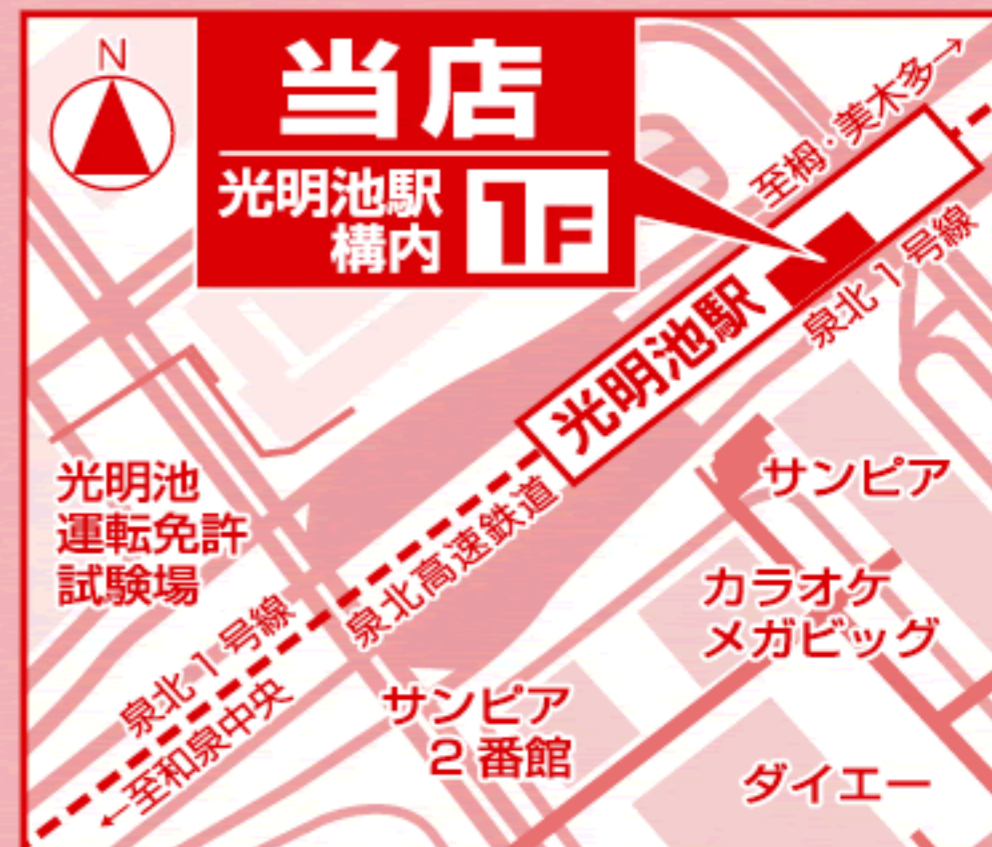 N
当店
光明池駅
構内
1F
至栂・美木多→
泉北1号線
光明池駅
泉北高速鉄道
サンピア
光明池
運転免許
試験場
カラオケ
メガビッグ
泉北1号線
←至和泉中央
サンピア
2番館
ダイエー